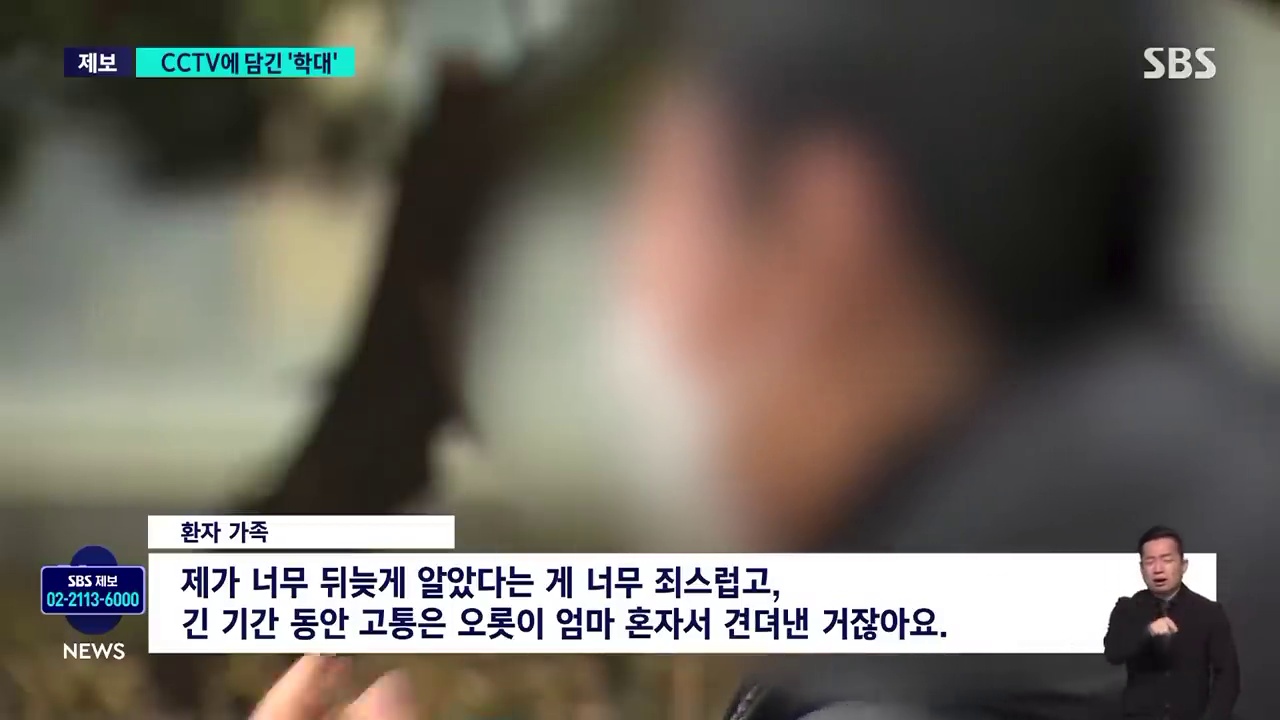 제보 CCTV에 담긴 '학대'
SBS
환자 가족
제가 너무 뒤늦게 알았다는 게 너무 죄스럽고,
긴 기간 동안 고통은 오롯이 엄마 혼자서 견뎌낸 거잖아요.
SBS 제보
02-2113-6000
NEWS